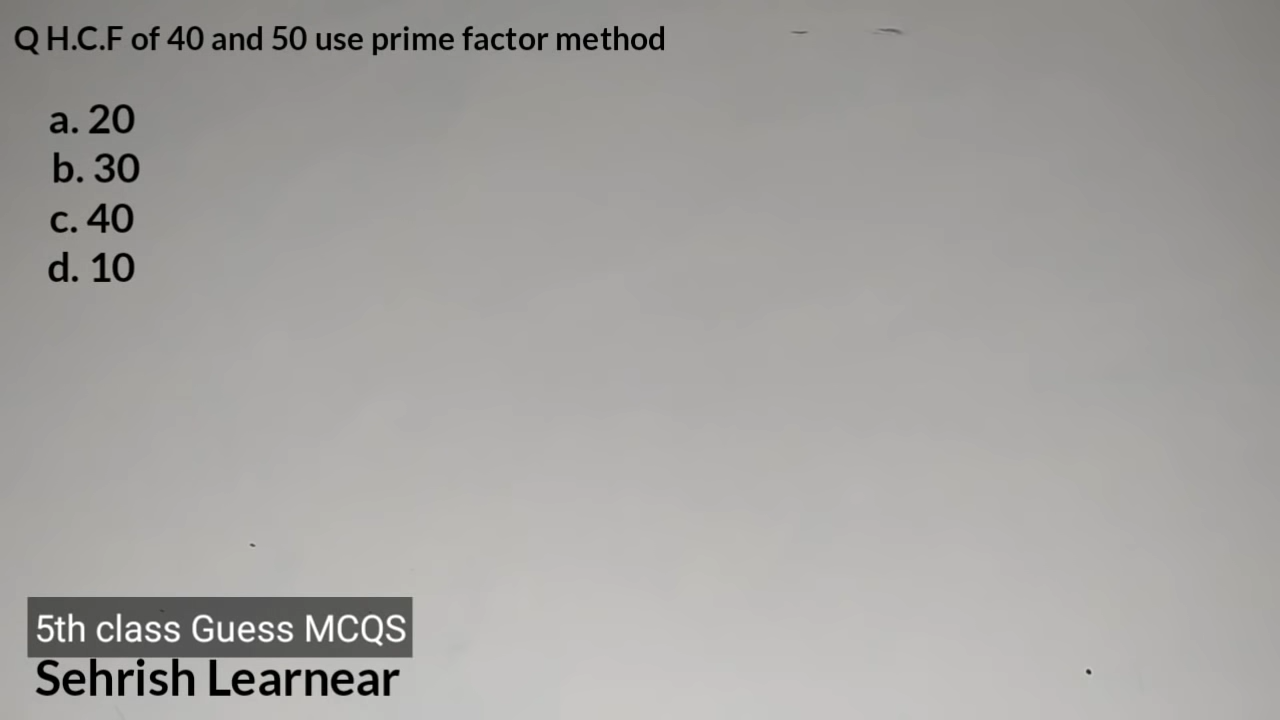 Q H.C.F of 40 and 50 use prime factor method
a. 20
b. 30
c. 40
d. 10
5th class Guess MCQS
Sehrish Learnear